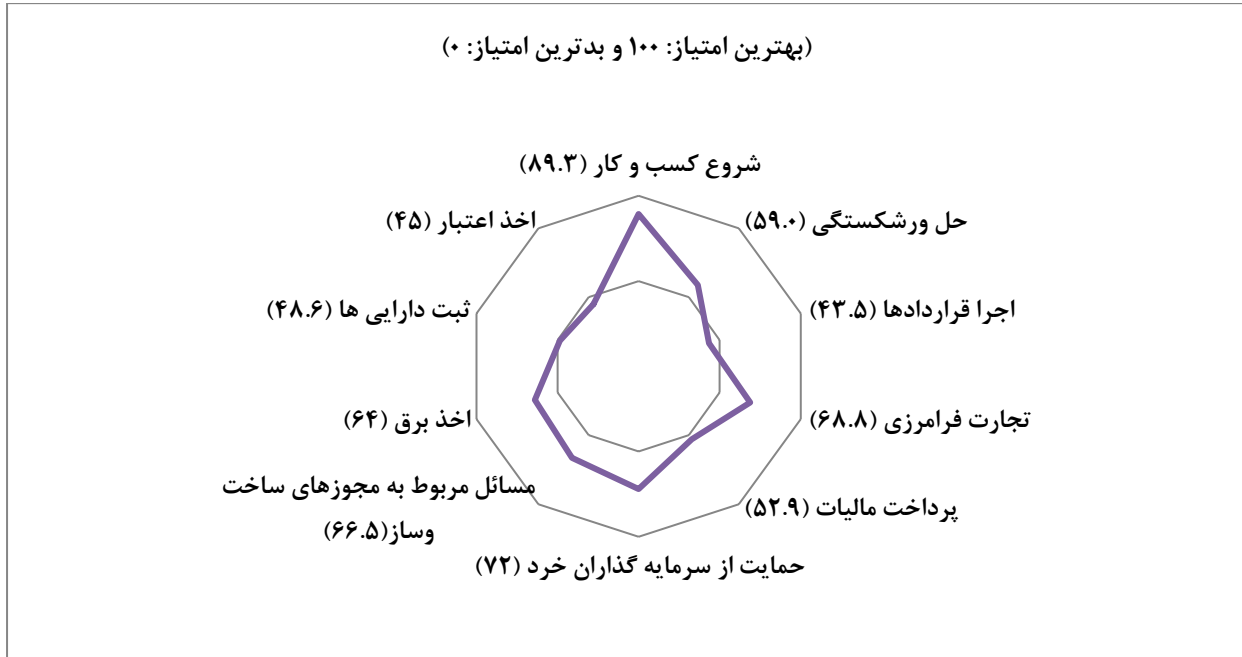 (بهترین امتیاز: ۱۰۰ و بدترین امتیاز: ۰)
شروع کسب و کار (۸۹.۳)
حل ورشکستگی (۵۹.۰)
اجرا قراردادها (۴۳.۵)
تجارت فرامرزی (۶۸.۸)
پرداخت مالیات (۵۲.۹)
حمایت از سرمایه گذاران خرد (۷۲)
مسائل مربوط به مجوزهای ساخت
وساز(۶۶.۵)
اخذ برق (۶۴)
ثبت دارایی ها (۴۸.۶)
اخذ اعتبار (۴۵)